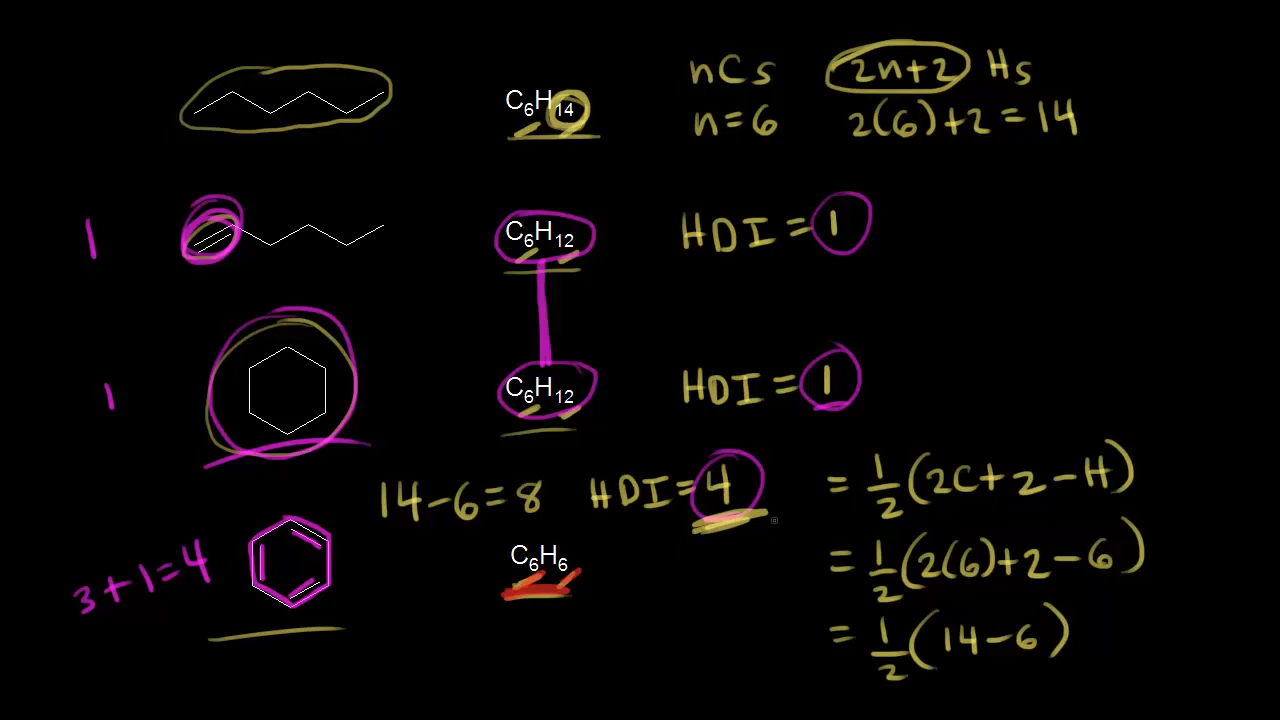 nCs 2n+2 Hs
C₆H₁₄ n=6 2(6)+2=14
1 C₆H₁₂ HDI=1
1 C₆H₁₂ HDI=1
14-6=8 HDI=4 =½(2C+2-H)
3+1=4 C₆H₆ =½(2(6)+2-6)
=½(14-6)